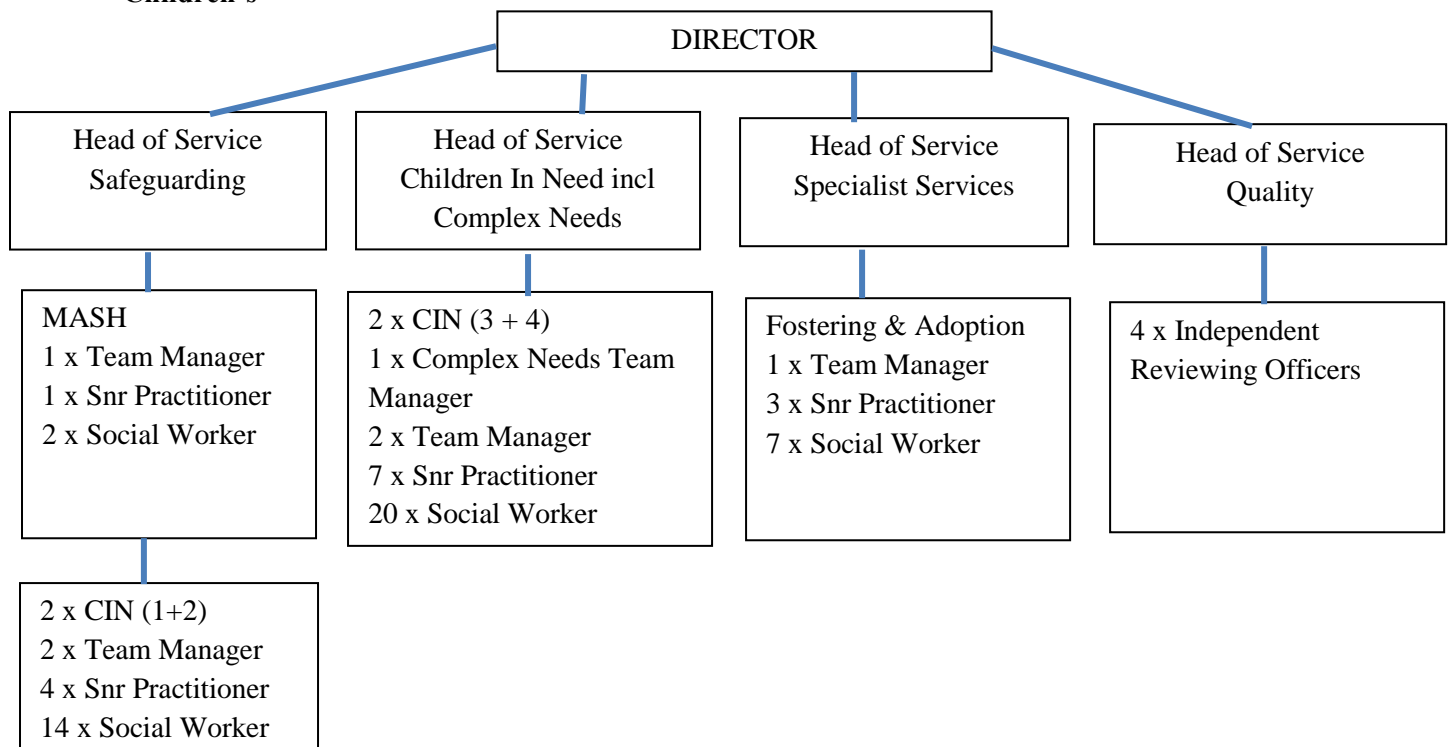 Children's
DIRECTOR
Head of Service
Safeguarding
Head of Service
Children In Need incl
Complex Needs
Head of Service
Specialist Services
Head of Service
Quality
MASH
1 x Team Manager
1 x Snr Practitioner
2 x Social Worker
2 x CIN (3 + 4)
1 x Complex Needs Team
Manager
2 x Team Manager
7 x Snr Practitioner
20 x Social Worker
Fostering & Adoption
1 x Team Manager
3 x Snr Practitioner
7 x Social Worker
4 x Independent
Reviewing Officers
2 x CIN (1+2)
2 x Team Manager
4 x Snr Practitioner
14 x Social Worker